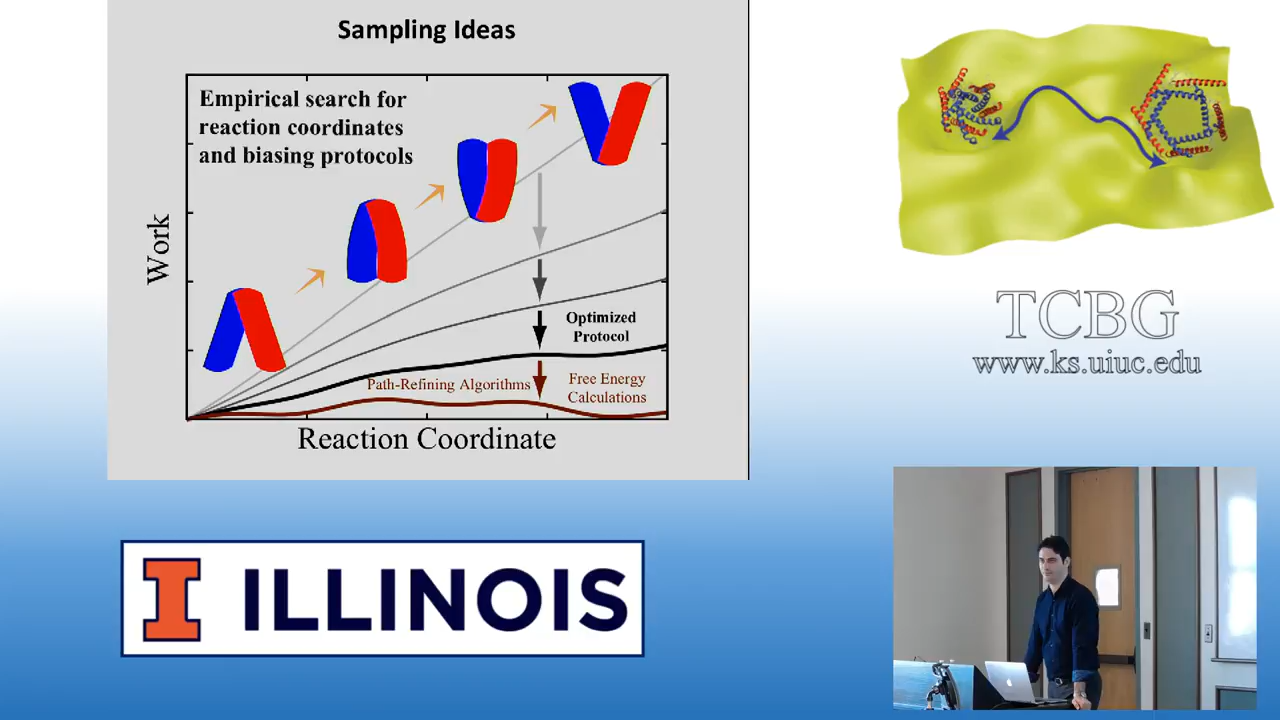 Sampling Ideas
Empirical search for
reaction coordinates
and biasing protocols
Work
Optimized
Protocol
Path-Refining Algorithms
Free Energy
Calculations
Reaction Coordinate
TCBG
www.ks.uiuc.edu
I ILLINOIS